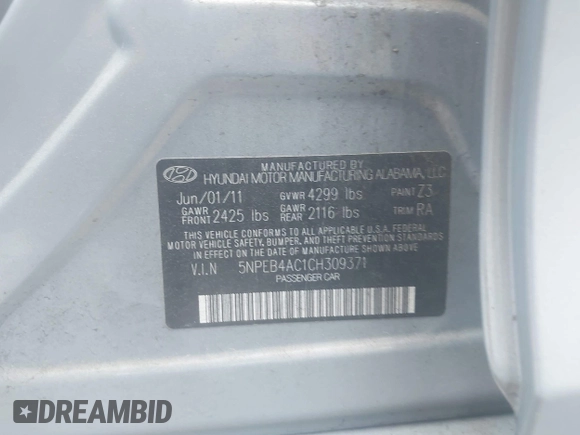 MANUFACTURED BY
HYUNDAI MOTOR MANUFACTURING ALABAMA, LLC
Jun/01/11 GVWR 4299 lbs PAINT Z3
GAWR FRONT 2425 lbs GAWR REAR 2116 lbs TRIM RA
THIS VEHICLE CONFORMS TO ALL APPLICABLE U.S.A. FEDERAL
MOTOR VEHICLE SAFETY, BUMPER, AND THEFT PREVENTION STANDARDS
IN EFFECT ON THE DATE OF MANUFACTURE SHOWN ABOVE.
V.I.N 5NPEB4AC1CH309371
PASSENGER CAR
DREAMBID